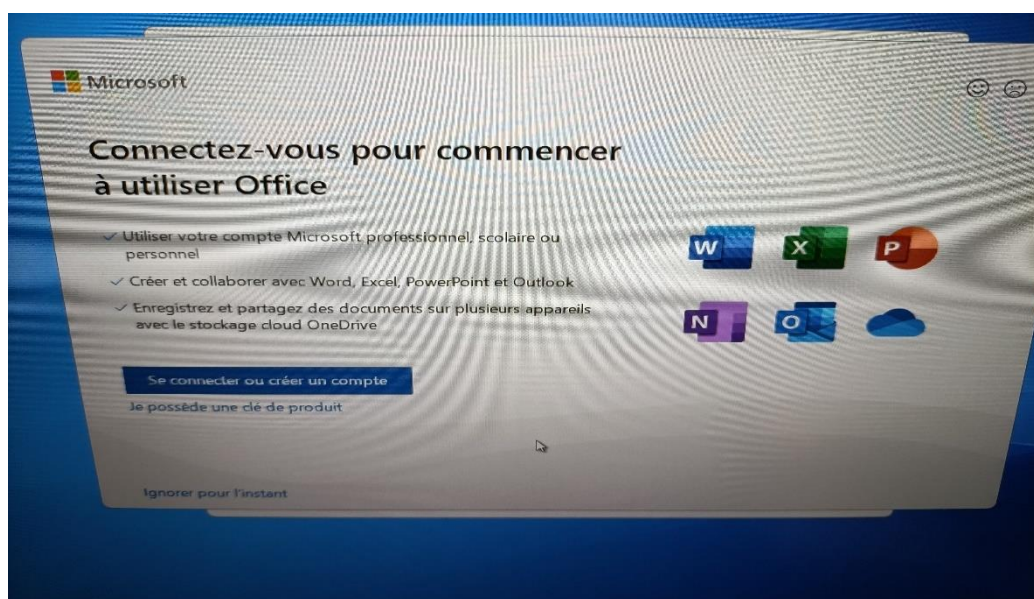 Microsoft
Connectez-vous pour commencer
à utiliser Office
Utiliser votre compte Microsoft professionnel, scolaire ou
personnel
Créer et collaborer avec Word, Excel, PowerPoint et Outlook
Enregistrez et partagez des documents sur plusieurs appareils
avec le stockage cloud OneDrive
W X P
N O
Se connecter ou créer un compte
Je possède une clé de produit
Ignorer pour l'instant